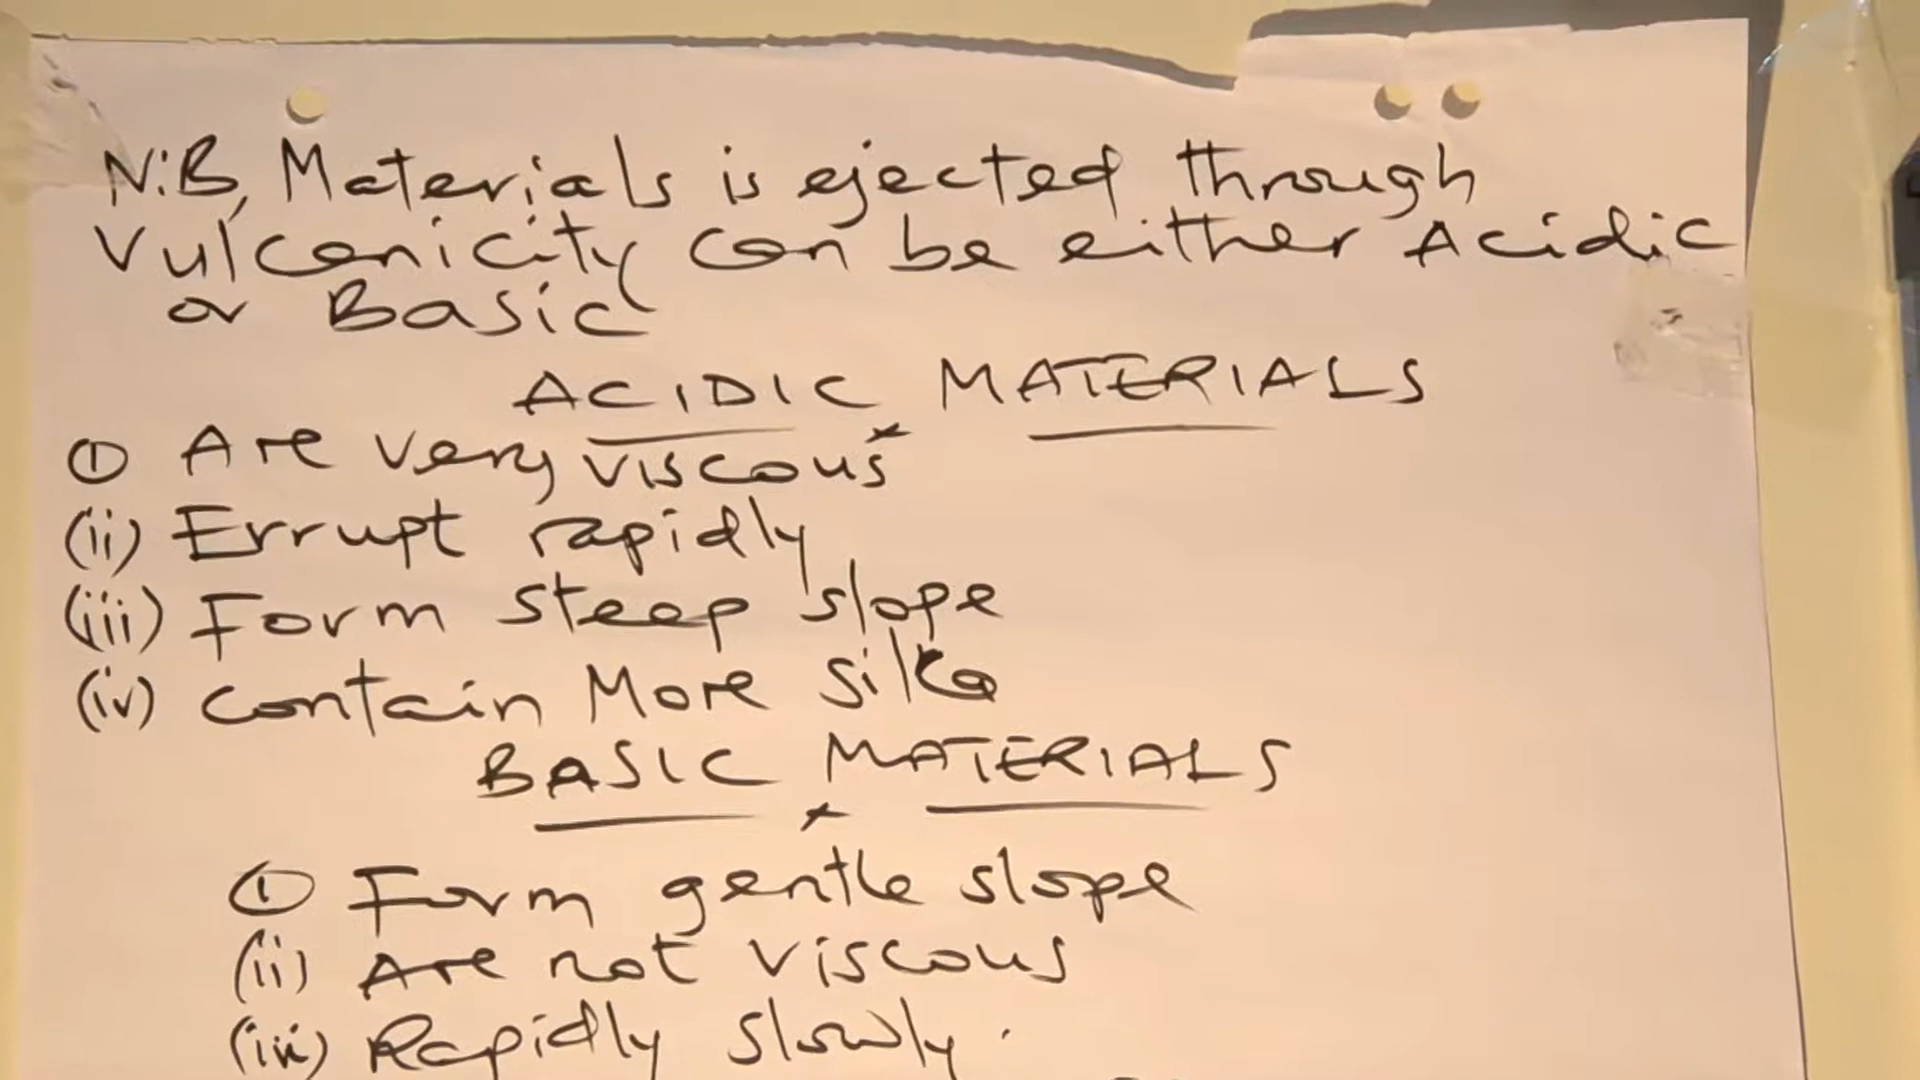 N.B, Materials is ejected through
Vulcanicity can be either Acidic
or Basic
ACIDIC MATERIALS
① Are very viscous
(ii) Errupt rapidly
(iii) Form steep slope
(iv) contain More silica
BASIC MATERIALS
① Form gentle slope
(ii) Are not viscous
(iii) Rapidly slowly.